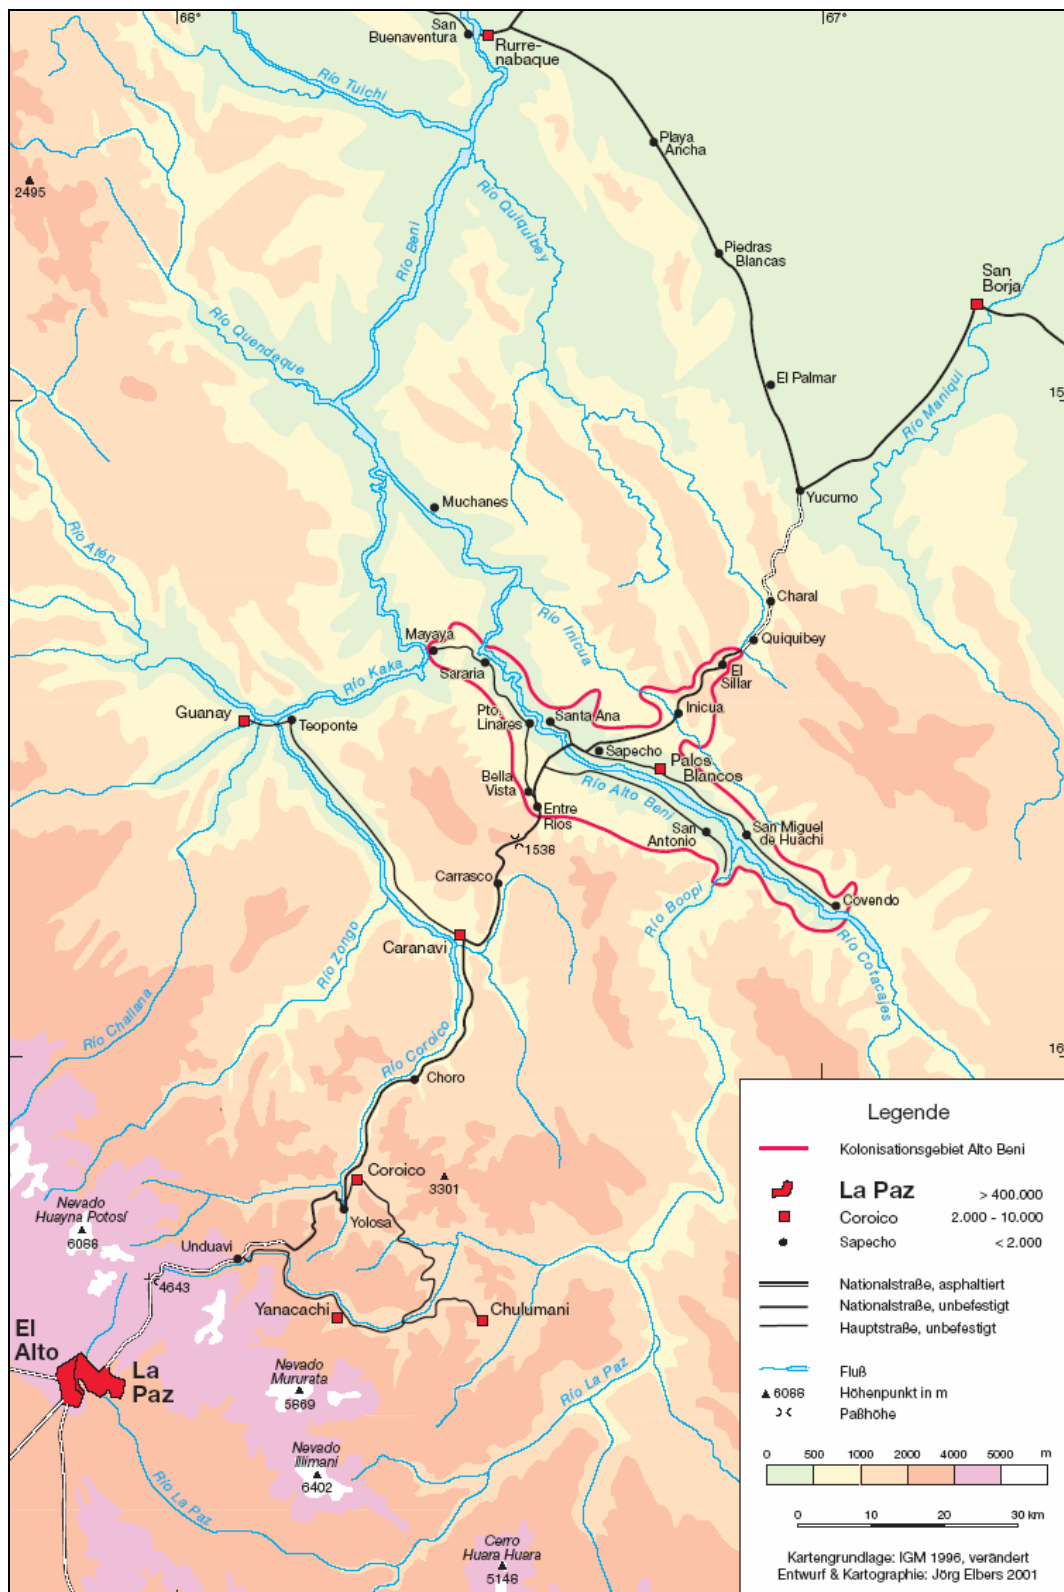 68°
67°
San
Buenaventura
Rurre-
nabaque
Río Tuichi
Playa
Ancha
2495
Río Quiquibey
Río Beni
Piedras
Blancas
San
Borja
Río Quendeque
El Palmar
Río Maniqui
15
Muchanes
Yucumo
Río Atén
Charal
Río Inicua
Mayaya
Quiquibey
Sararia
El
Sillar
Río Kaka
Guanay
Teoponte
Pto.
Linares
Santa Ana
Inicua
Sapecho
Palos
Blancos
Bella
Vista
Río Alto Beni
Entre
Rios
San
Antonio
San Miguel
de Huachi
1538
Carrasco
Covendo
Río Boopi
Caranavi
Río Cotacajes
Río Zongo
Río Challana
Río Coroico
16
Choro
Coroico
3301
Nevado
Huayna Potosí
6088
Yolosa
Unduavi
4643
Yanacachi
Chulumani
El
Alto
La
Paz
Nevado
Mururata
5869
Río La Paz
Nevado
Illimani
6402
Río La Paz
Cerro
Huara Huara
5148
Legende
Kolonisationsgebiet Alto Beni
La Paz > 400.000
Coroico 2.000 - 10.000
Sapecho < 2.000
Nationalstraße, asphaltiert
Nationalstraße, unbefestigt
Hauptstraße, unbefestigt
Fluß
6088 Höhenpunkt in m
Paßhöhe
0 500 1000 2000 4000 5000 m
0 10 20 30 km
Kartengrundlage: IGM 1996, verändert
Entwurf & Kartographie: Jörg Elbers 2001